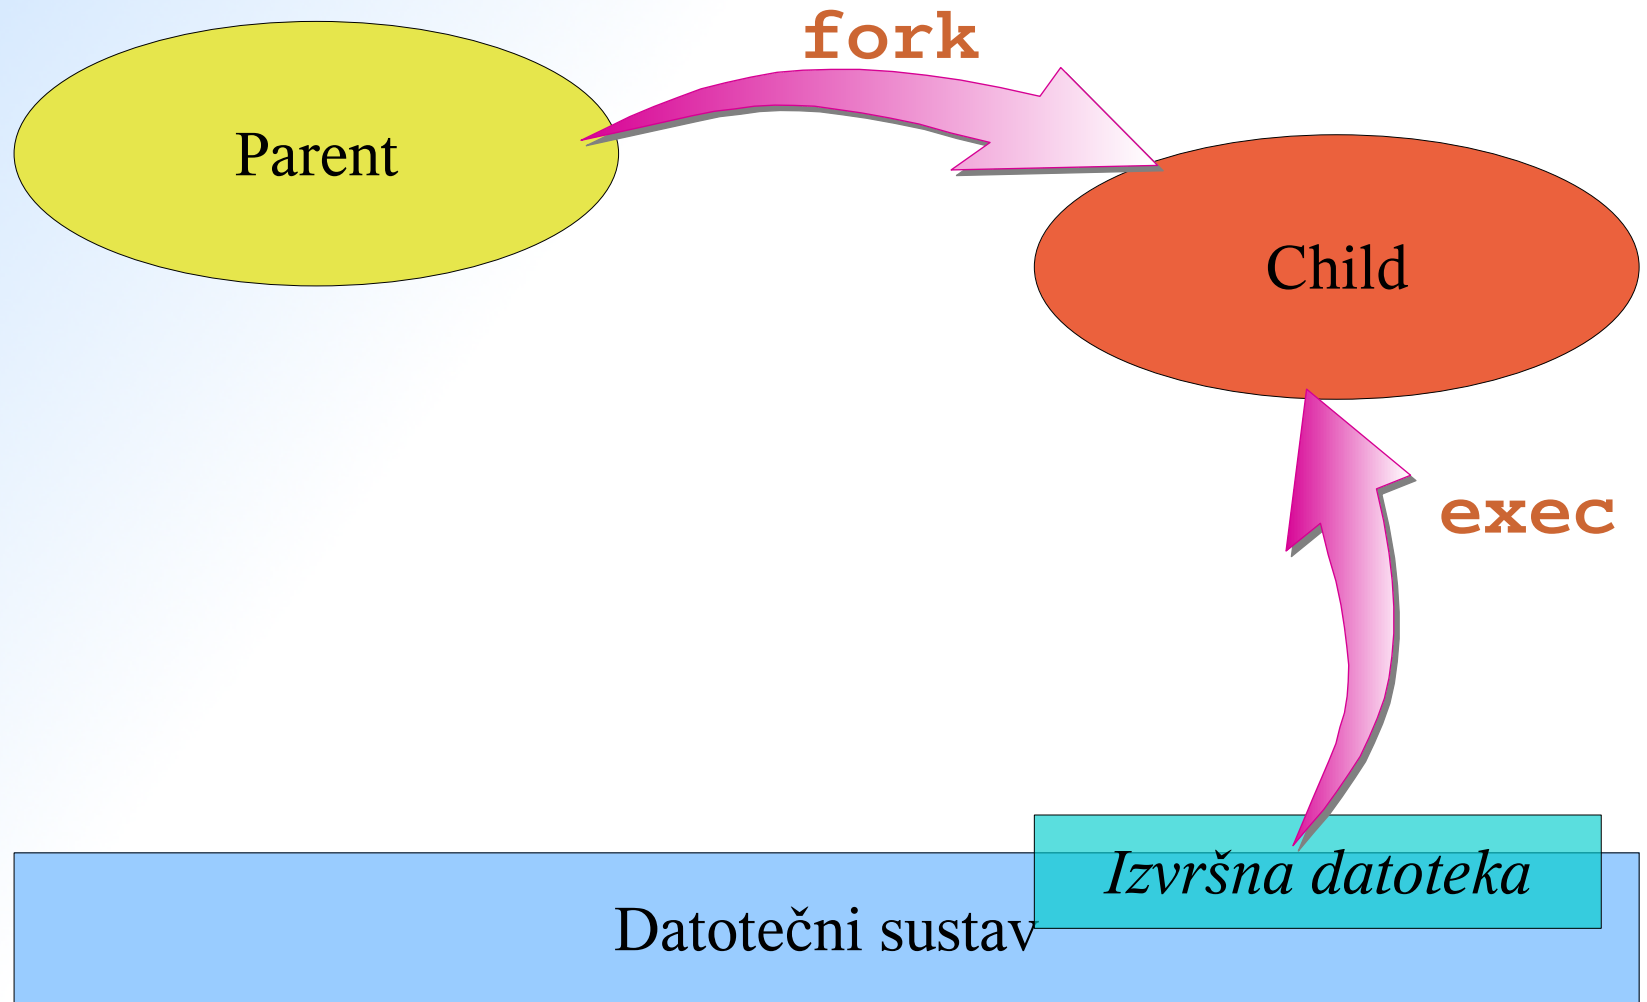 fork
Parent
Child
exec
Izvršna datoteka
Datotečni sustav